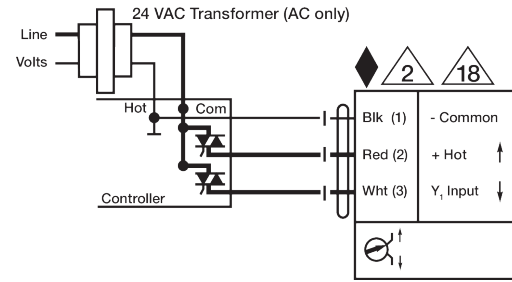 24 VAC Transformer (AC only)
Line
Volts
2
18
Hot
Com
Blk (1)
- Common
Red (2)
+ Hot
Wht (3)
Y1 Input
Controller